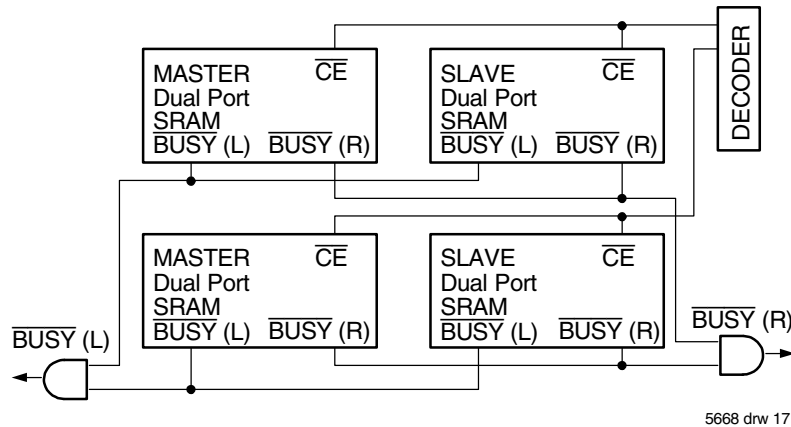 MASTER
Dual Port
SRAM
CE
BUSY (L) BUSY (R)
SLAVE
Dual Port
SRAM
CE
BUSY (L) BUSY (R)
DECODER
MASTER
Dual Port
SRAM
CE
BUSY (L) BUSY (R)
SLAVE
Dual Port
SRAM
CE
BUSY (L) BUSY (R)
BUSY (L)
BUSY (R)
5668 drw 17